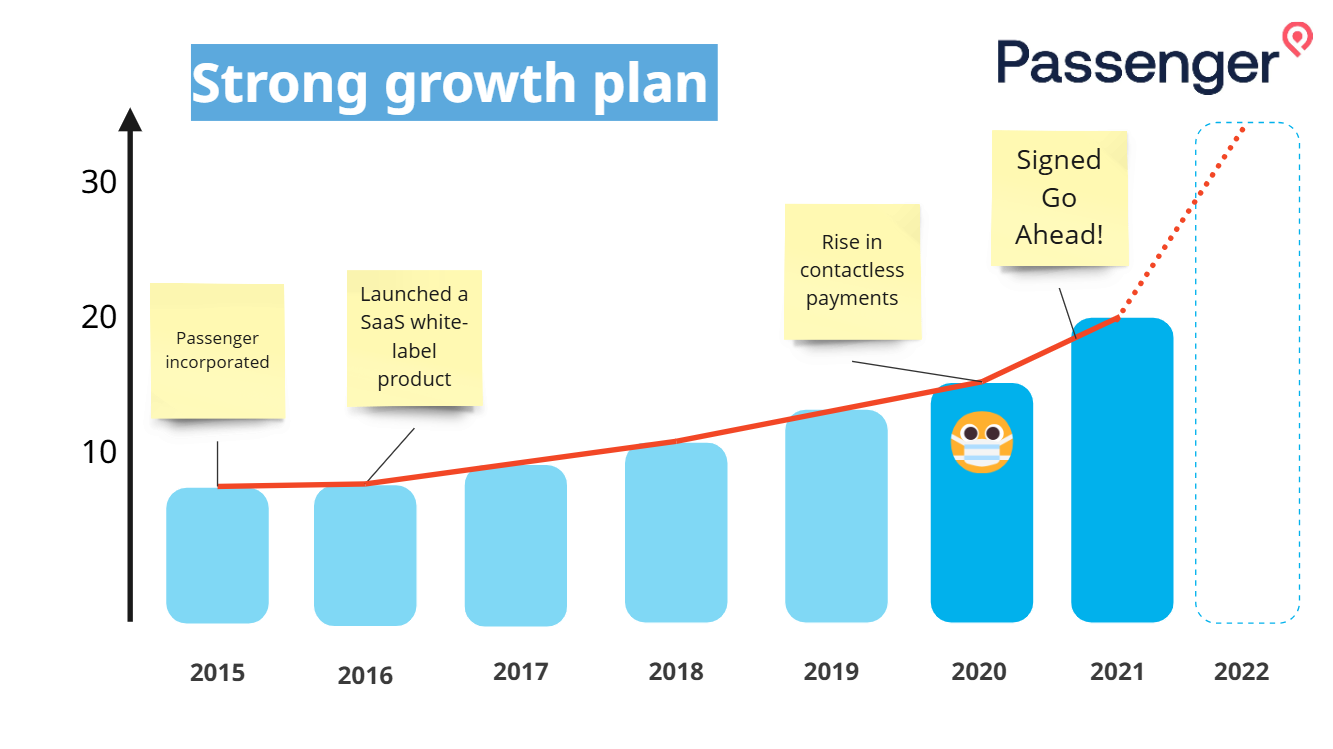 Strong growth plan
Passenger
30
20
10
Passenger
incorporated
Launched a
SaaS white-
label
product
Rise in
contactless
payments
Signed
Go
Ahead!
2015
2016
2017
2018
2019
2020
2021
2022